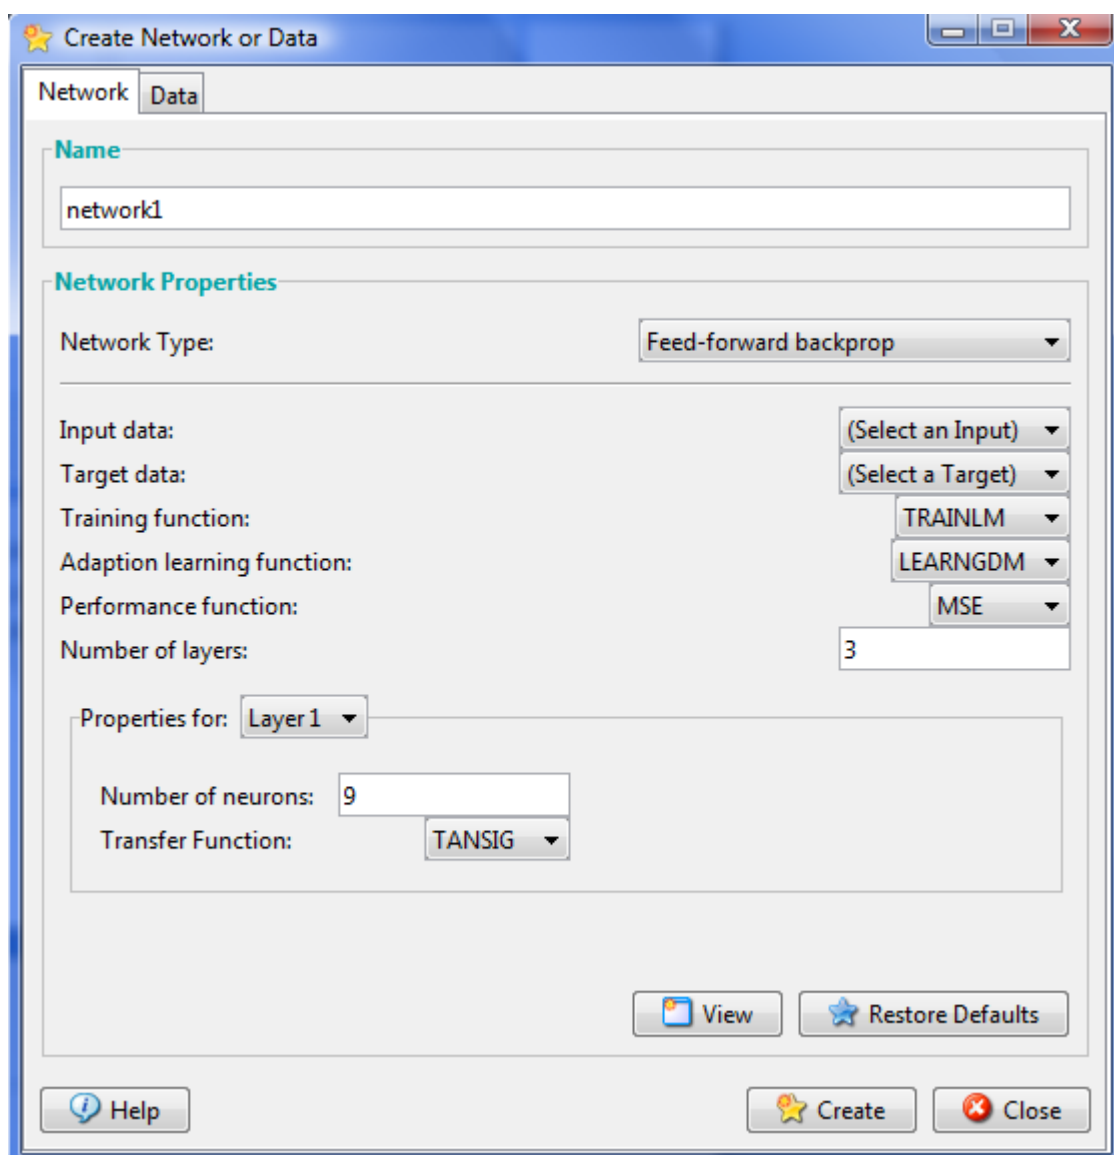 Create Network or Data
Network Data
Name
network1
Network Properties
Network Type: Feed-forward backprop
Input data: (Select an Input)
Target data: (Select a Target)
Training function: TRAINLM
Adaption learning function: LEARNGDM
Performance function: MSE
Number of layers: 3
Properties for: Layer 1
Number of neurons: 9
Transfer Function: TANSIG
View Restore Defaults
Help Create Close